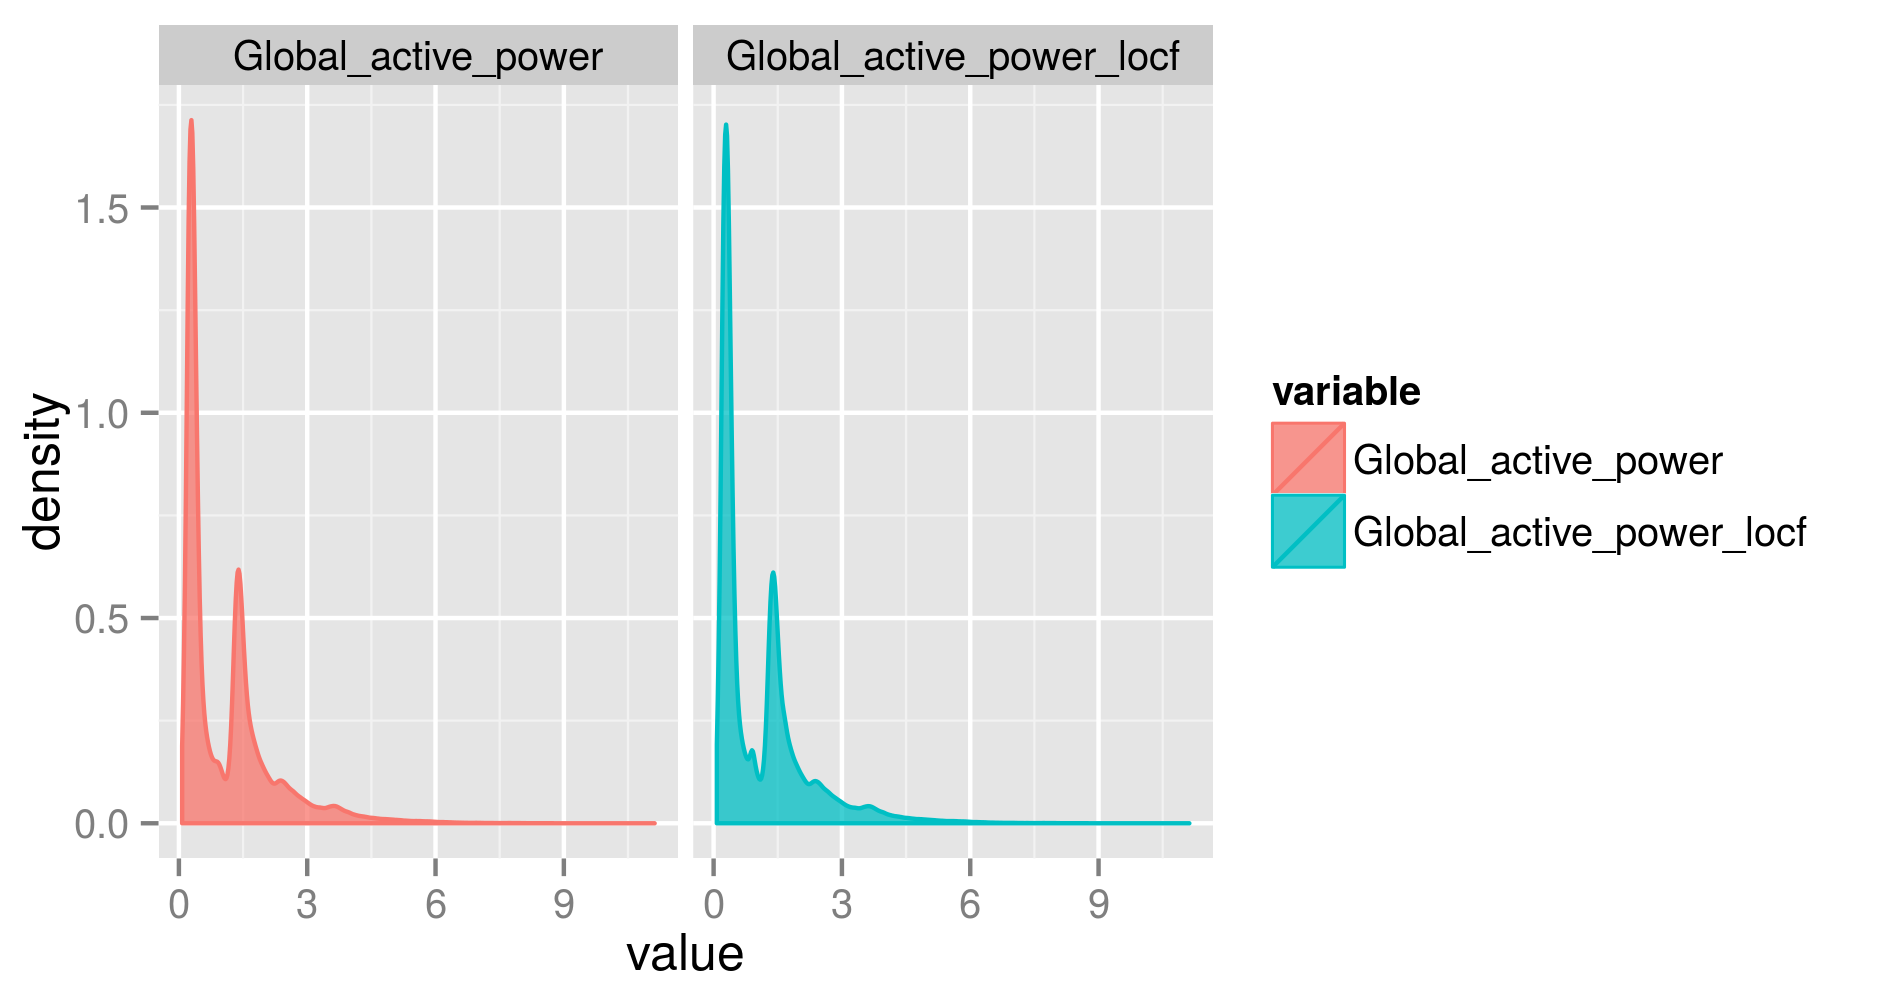 Global_active_power Global_active_power_locf
density
1.5
1.0
0.5
0.0
0 3 6 9 0 3 6 9
value
variable
Global_active_power
Global_active_power_locf